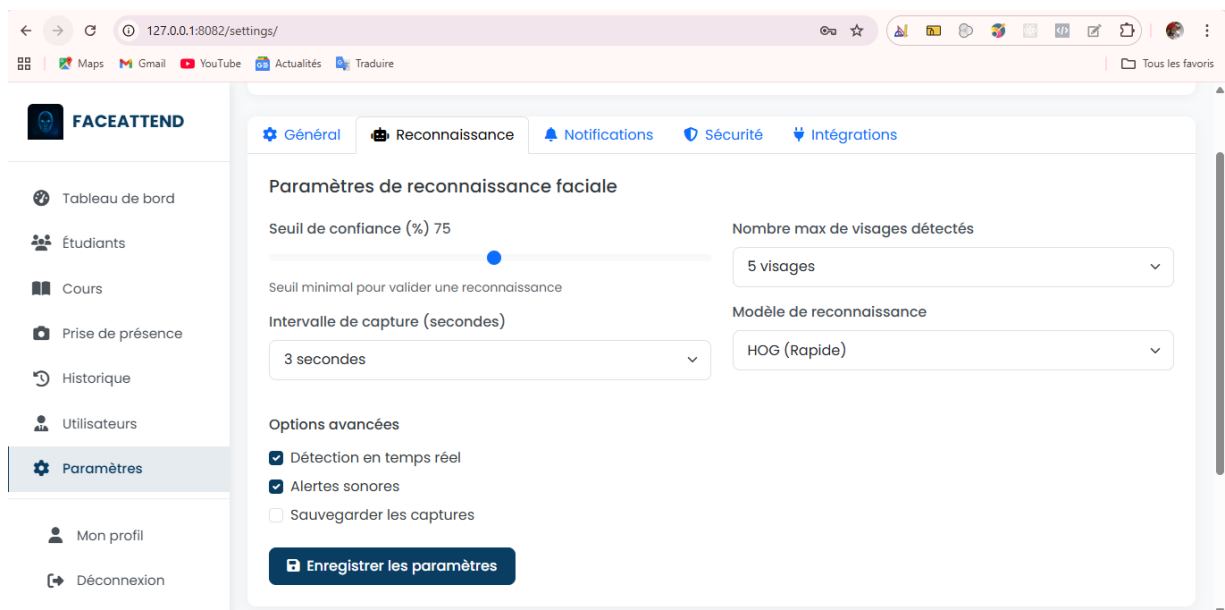 127.0.0.1:8082/settings/
Maps Gmail YouTube Actualités Traduire Tous les favoris
FACEATTEND
Tableau de bord
Étudiants
Cours
Prise de présence
Historique
Utilisateurs
Paramètres
Mon profil
Déconnexion
Général Reconnaissance Notifications Sécurité Intégrations
Paramètres de reconnaissance faciale
Seuil de confiance (%) 75
Seuil minimal pour valider une reconnaissance
Intervalle de capture (secondes)
3 secondes
Nombre max de visages détectés
5 visages
Modèle de reconnaissance
HOG (Rapide)
Options avancées
Détection en temps réel
Alertes sonores
Sauvegarder les captures
Enregistrer les paramètres